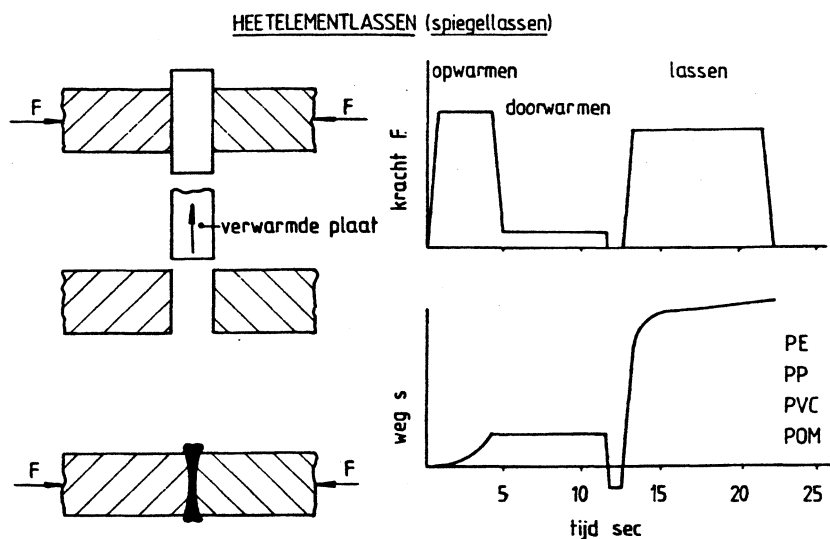 HEETELEMENTLASSEN (spiegellassen)
F
F
verwarmde plaat
F
F
opwarmen
doorwarmen
lassen
kracht F.
weg s
PE
PP
PVC
POM
5
10
15
20
25
tijd sec